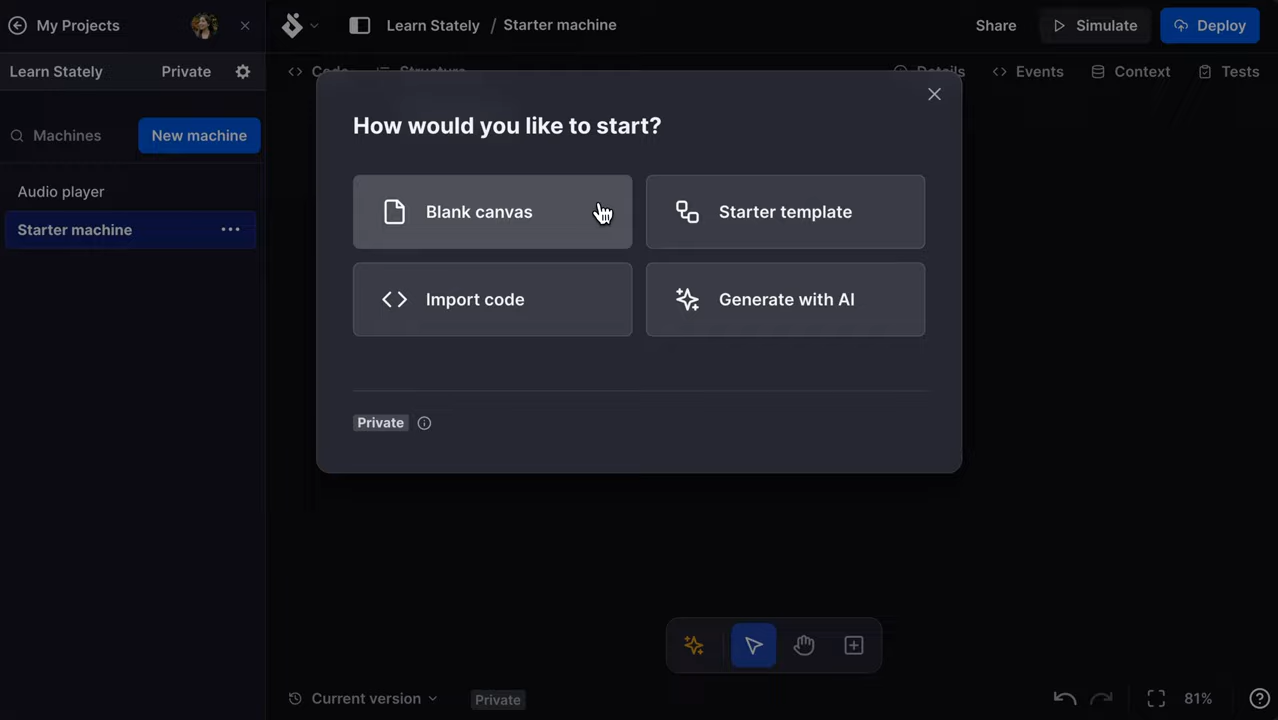 My Projects
Learn Stately / Starter machine
Share
Simulate
Deploy
Learn Stately
Private
Code
Structure
Details
Events
Context
Tests
Machines
New machine
Audio player
Starter machine
How would you like to start?
Blank canvas
Starter template
Import code
Generate with AI
Private
Current version
Private
81%